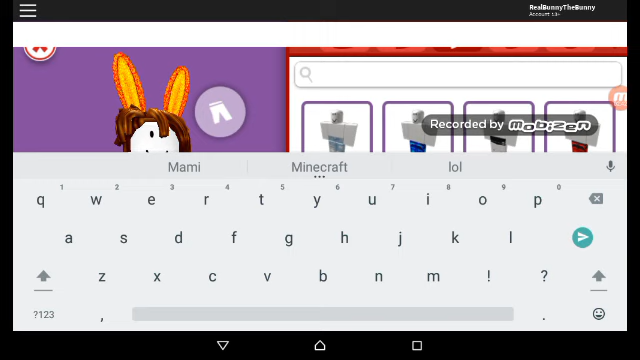 RealBunnyTheBunny
Account 13+
Recorded by mobizen
Mami Minecraft lol
1 2 3 4 5 6 7 8 9 0
q w e r t y u i o p
a s d f g h j k l
z x c v b n m ! ?
?123 , .